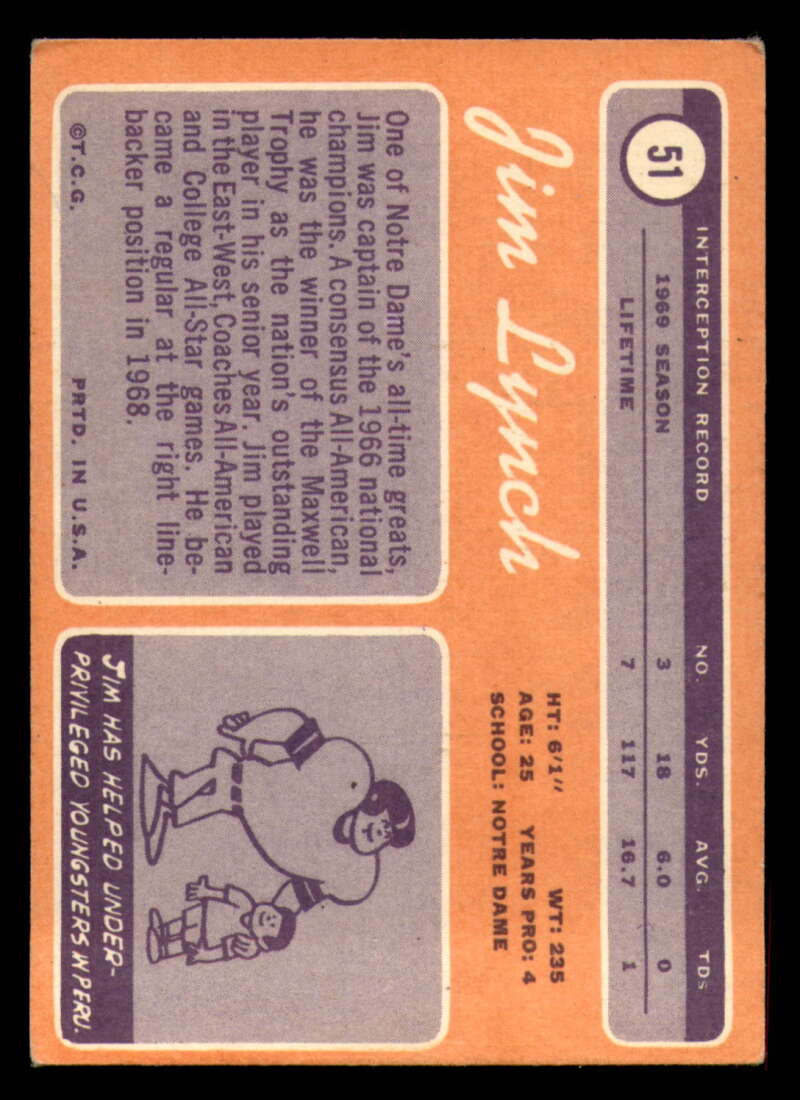 51
INTERCEPTION RECORD NO. YDS. AVG. TDs
1969 SEASON 3 18 6.0 0
LIFETIME 7 117 16.7 1
Jim Lynch
HT: 6'1" WT: 235
AGE: 25 YEARS PRO: 4
SCHOOL: NOTRE DAME
One of Notre Dame's all-time greats,
Jim was captain of the 1966 national
champions. A consensus All-American,
he was the winner of the Maxwell
Trophy as the nation's outstanding
player in his senior year. Jim played
in the East-West, Coaches All-American
and College All-Star games. He be-
came a regular at the right line-
backer position in 1968.
©T.C.G. PRTD. IN U.S.A.
JIM HAS HELPED UNDER-
PRIVILEGED YOUNGSTERS IN PERU.